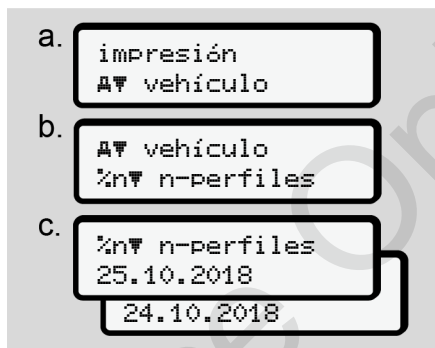 a.
impresión
A▼ vehículo
b.
A▼ vehículo
%n▼ n-perfiles
c.
%n▼ n-perfiles
25.10.2018
24.10.2018